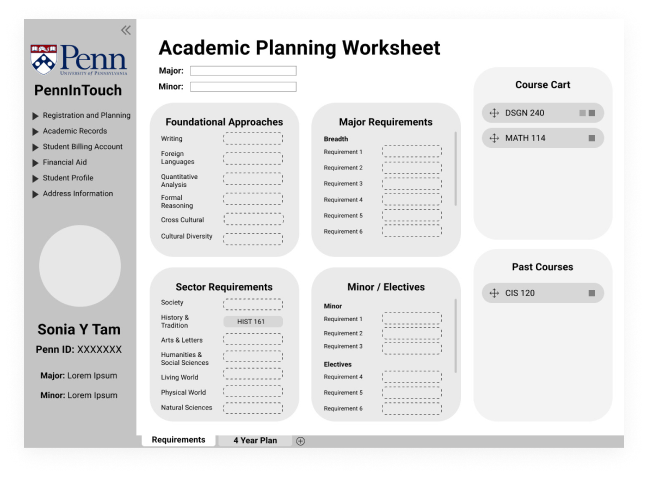 Penn
UNIVERSITY OF PENNSYLVANIA
PennInTouch
Registration and Planning
Academic Records
Student Billing Account
Financial Aid
Student Profile
Address Information
Sonia Y Tam
Penn ID: XXXXXXX
Major: Lorem Ipsum
Minor: Lorem Ipsum
Academic Planning Worksheet
Major:
Minor:
Foundational Approaches
Writing
Foreign
Languages
Quantitative
Analysis
Formal
Reasoning
Cross Cultural
Cultural Diversity
Major Requirements
Breadth
Requirement 1
Requirement 2
Requirement 3
Requirement 4
Requirement 5
Requirement 6
Sector Requirements
Society
History &
Tradition
HIST 161
Arts & Letters
Humanities &
Social Sciences
Living World
Physical World
Natural Sciences
Minor / Electives
Minor
Requirement 1
Requirement 2
Requirement 3
Electives
Requirement 4
Requirement 5
Requirement 6
Course Cart
DSGN 240
MATH 114
Past Courses
CIS 120
Requirements
4 Year Plan